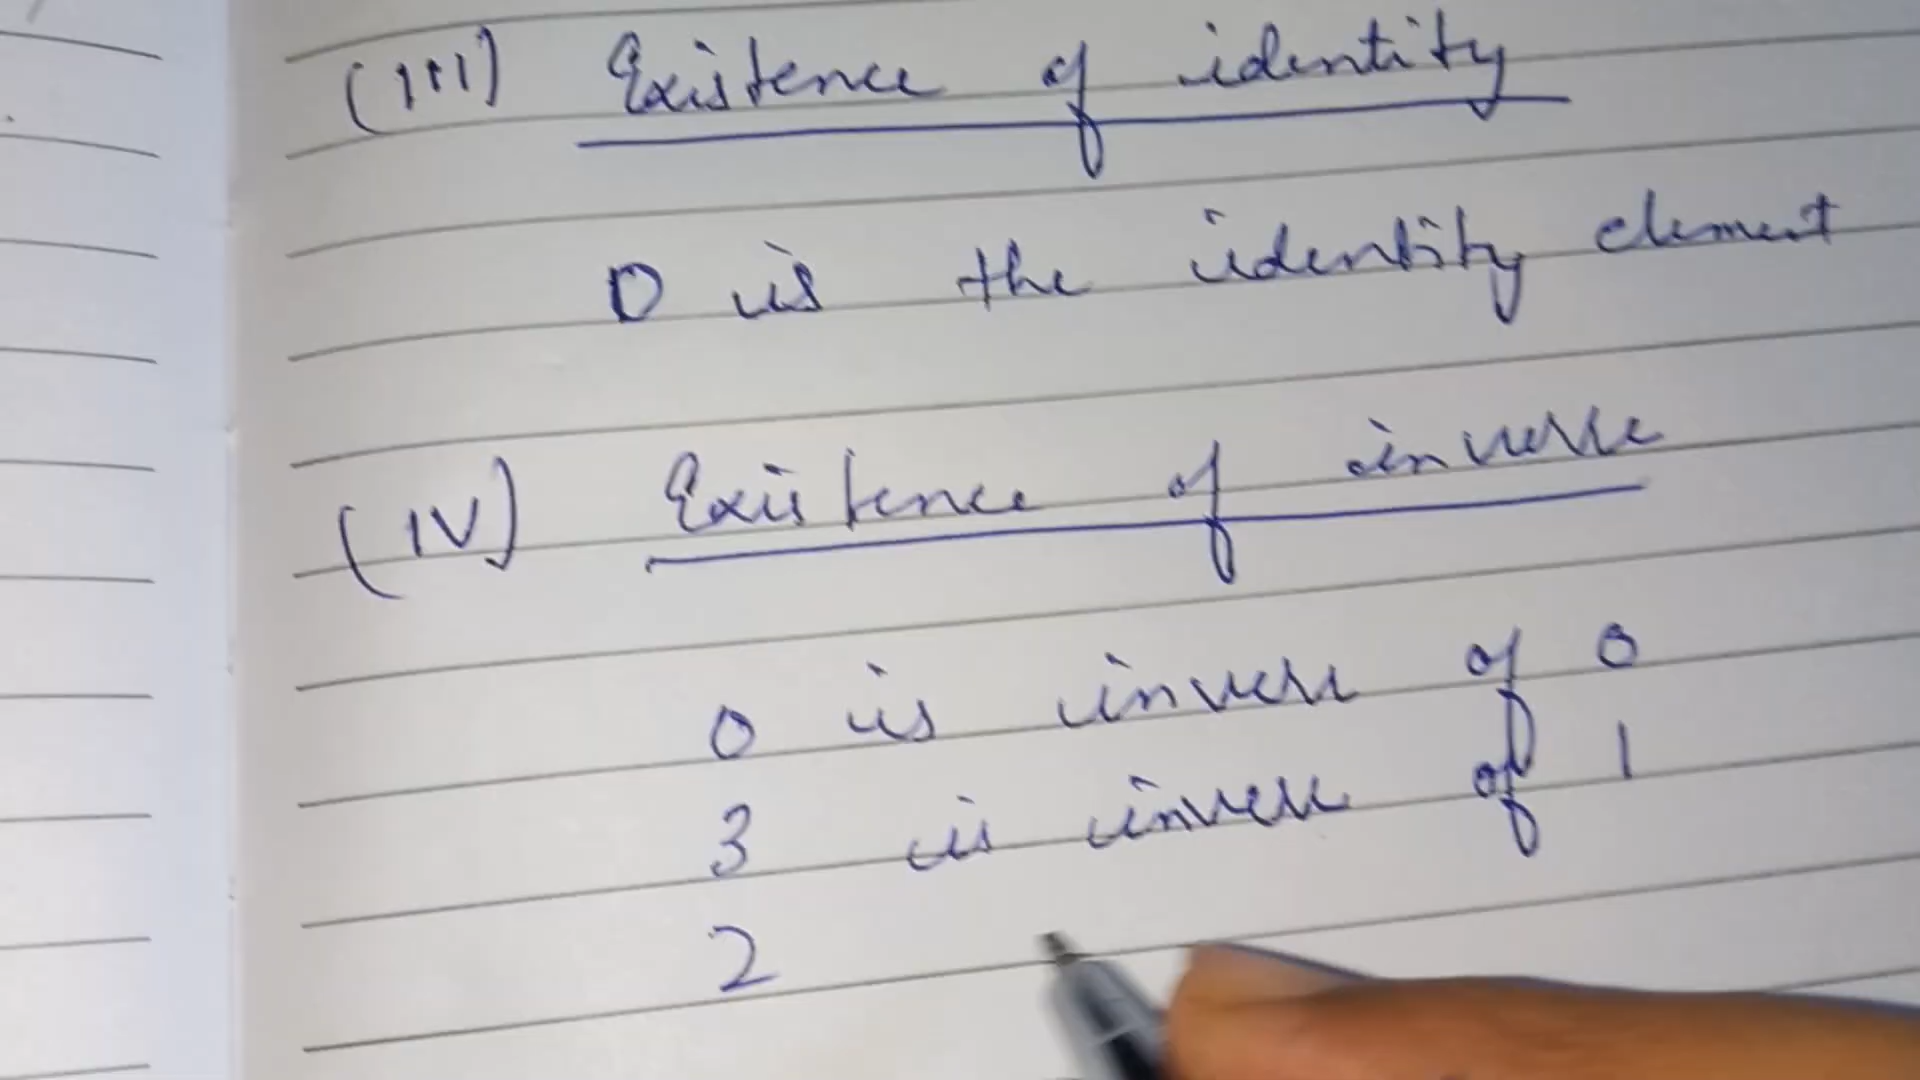 (III) Existence of identity
0 is the identity element
(IV) Existence of inverse
0 is inverse of 0
3 is inverse of 1
2